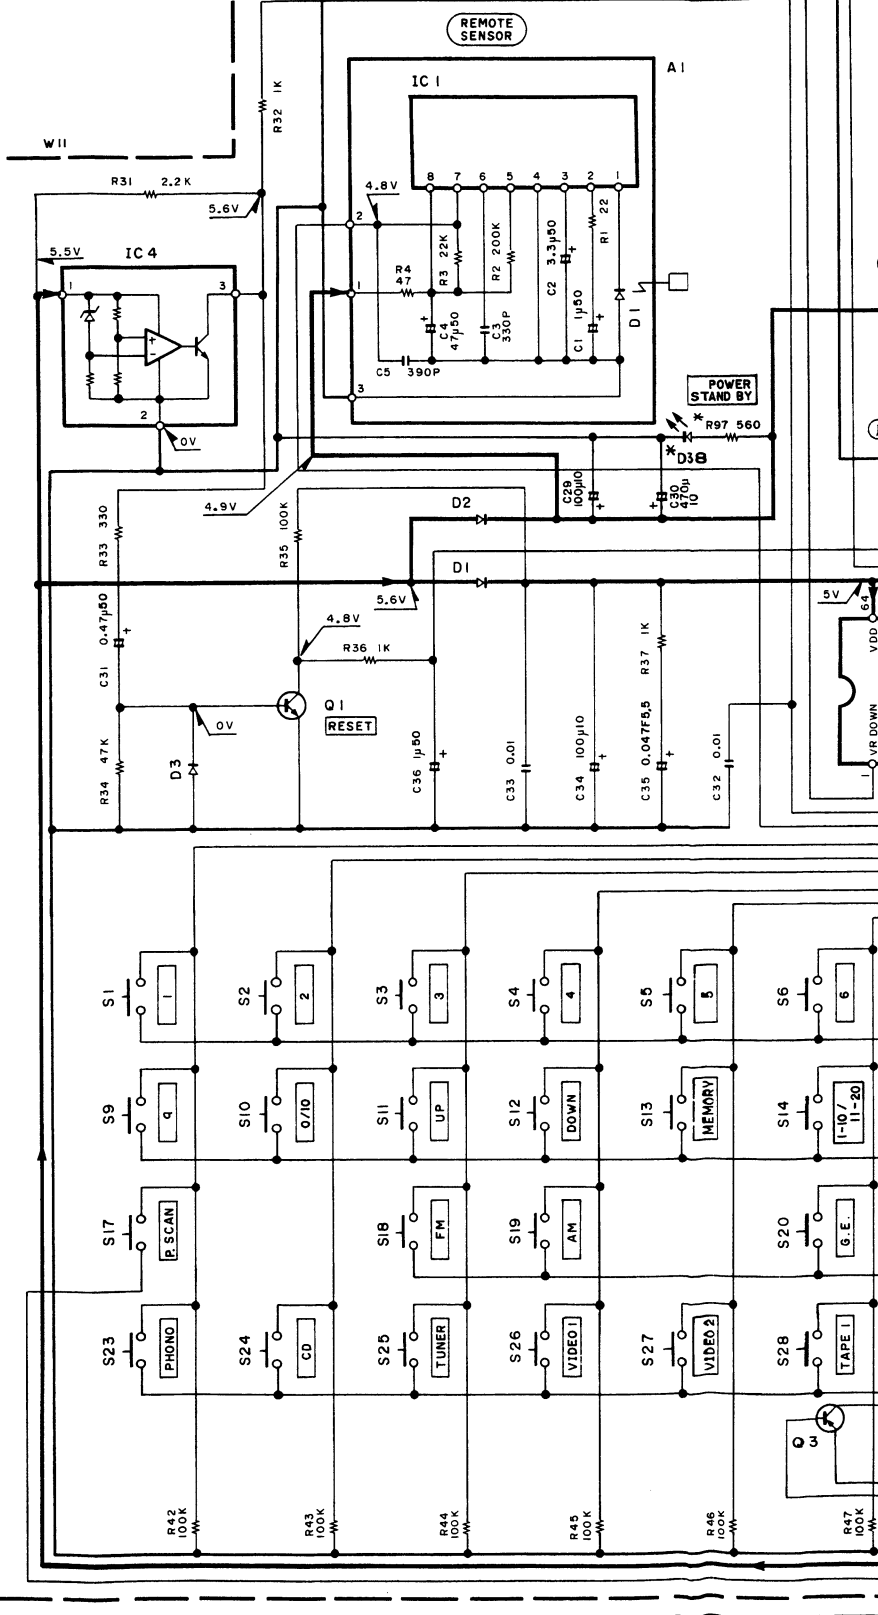 REMOTE
SENSOR
A1
IC1
W11
R32 1K
R31 2.2K
5.6V
4.8V
5.5V
IC4
8 7 6 5 4 3 2 1
2
1
3
R4
47
R3 22K
R2 200K
C2 3.3μ50
R1 22
C4
47μ50
C3
330P
C1 1μ50
D1
C5 390P
3
1
2
+
-
0V
POWER
STAND BY
*
R97 560
*D38
4.9V
C29
100μ10
C30
470μ
10
D2
R33 330
R35 100K
D1
5.6V
5V
64
VDD
C31 0.47μ50
4.8V
R36 1K
R37 1K
Q1
RESET
0V
R34 47K
D3
C36 1μ50
C33 0.01
C34 100μ10
C35 0.047F5.5
C32 0.01
VR DOWN
1
S1 1
S2 2
S3 3
S4 4
S5 5
S6 6
S9 9
S10 0/10
S11 UP
S12 DOWN
S13 MEMORY
S14 1-10/
11-20
S17 P.SCAN
S18 FM
S19 AM
S20 G.E.
S23 PHONO
S24 CD
S25 TUNER
S26 VIDEO1
S27 VIDEO2
S28 TAPE1
Q3
R42
100K
R43
100K
R44
100K
R45
100K
R46
100K
R47
100K